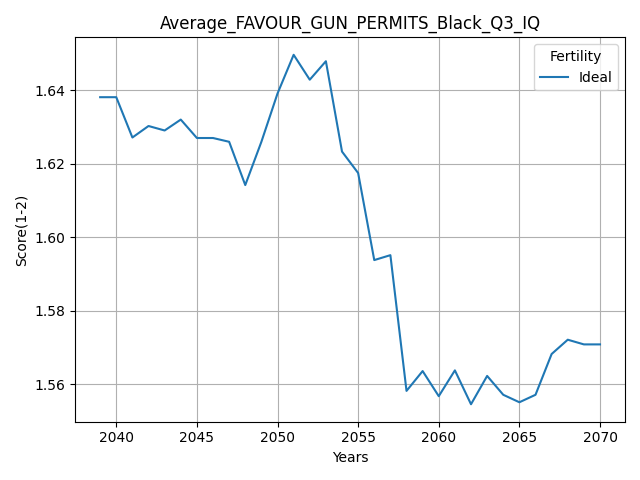 Average_FAVOUR_GUN_PERMITS_Black_Q3_IQ
Fertility
Ideal
1.64
1.62
1.60
1.58
1.56
Score(1-2)
2040 2045 2050 2055 2060 2065 2070
Years